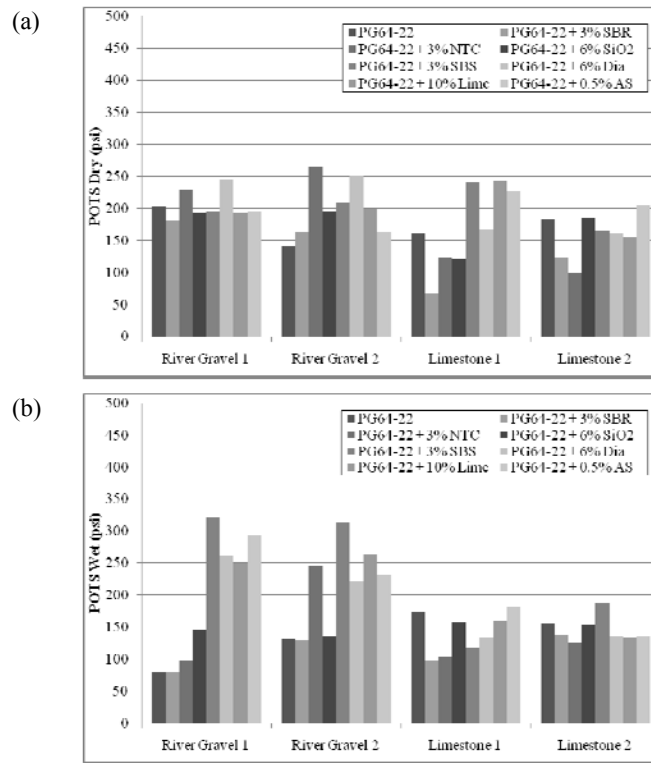 (a)
PG64-22 PG64-22 + 3% SBR
PG64-22 + 3% NTC PG64-22 + 6% SiO2
PG64-22 + 3% SBS PG64-22 + 6% Dia
PG64-22 + 10% Lime PG64-22 + 0.5% AS
POTS Dry (psi)
500
450
400
350
300
250
200
150
100
50
0
River Gravel 1 River Gravel 2 Limestone 1 Limestone 2
(b)
PG64-22 PG64-22 + 3% SBR
PG64-22 + 3% NTC PG64-22 + 6% SiO2
PG64-22 + 3% SBS PG64-22 + 6% Dia
PG64-22 + 10% Lime PG64-22 + 0.5% AS
POTS Wet (psi)
500
450
400
350
300
250
200
150
100
50
0
River Gravel 1 River Gravel 2 Limestone 1 Limestone 2